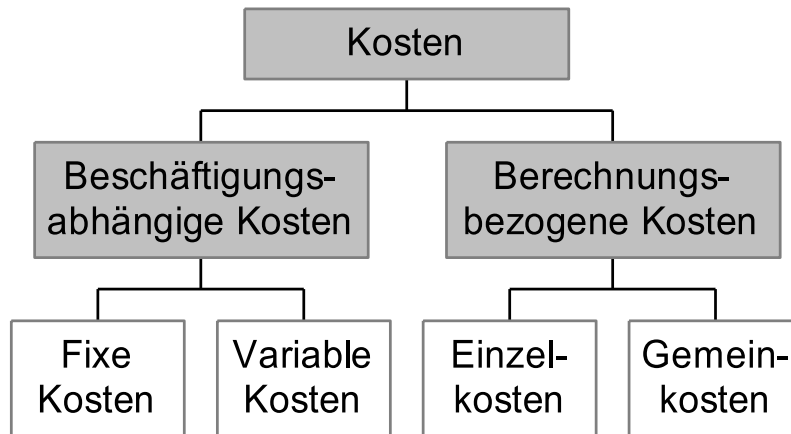 Kosten
Beschäftigungs-
abhängige Kosten
Berechnungs-
bezogene Kosten
Fixe
Kosten
Variable
Kosten
Einzel-
kosten
Gemein-
kosten